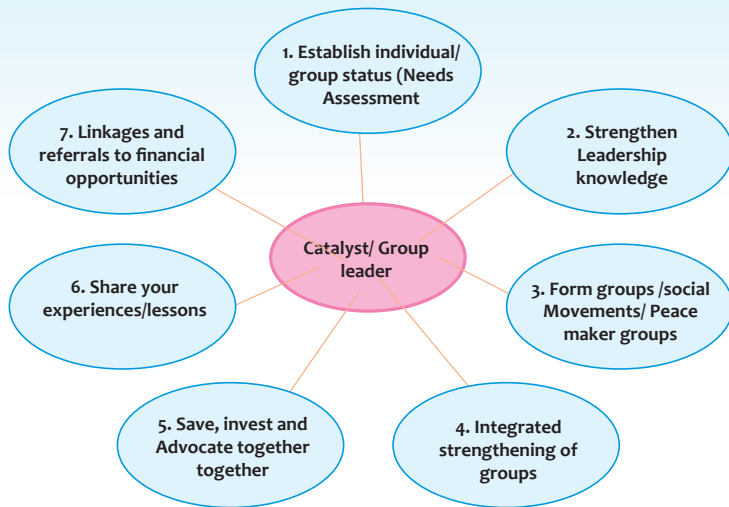 1. Establish individual/
group status (Needs
Assessment
7. Linkages and
referrals to financial
opportunities
2. Strengthen
Leadership
knowledge
Catalyst/ Group
leader
6. Share your
experiences/lessons
3. Form groups /social
Movements/ Peace
maker groups
5. Save, invest and
Advocate together
together
4. Integrated
strengthening of
groups